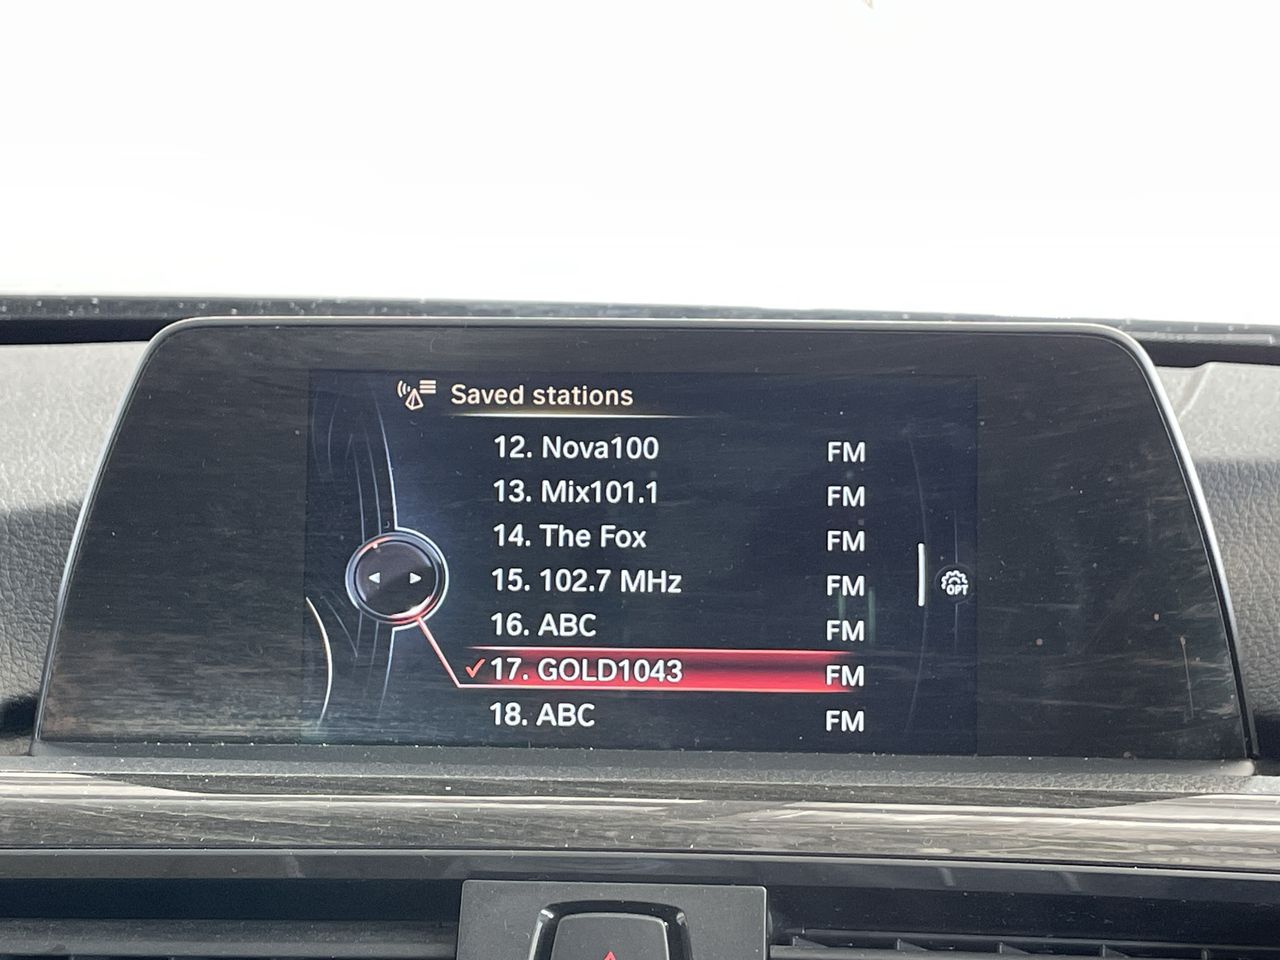 Saved stations
12. Nova100 FM
13. Mix101.1 FM
14. The Fox FM
15. 102.7 MHz FM
16. ABC FM
✓ 17. GOLD1043 FM
18. ABC FM
OPT